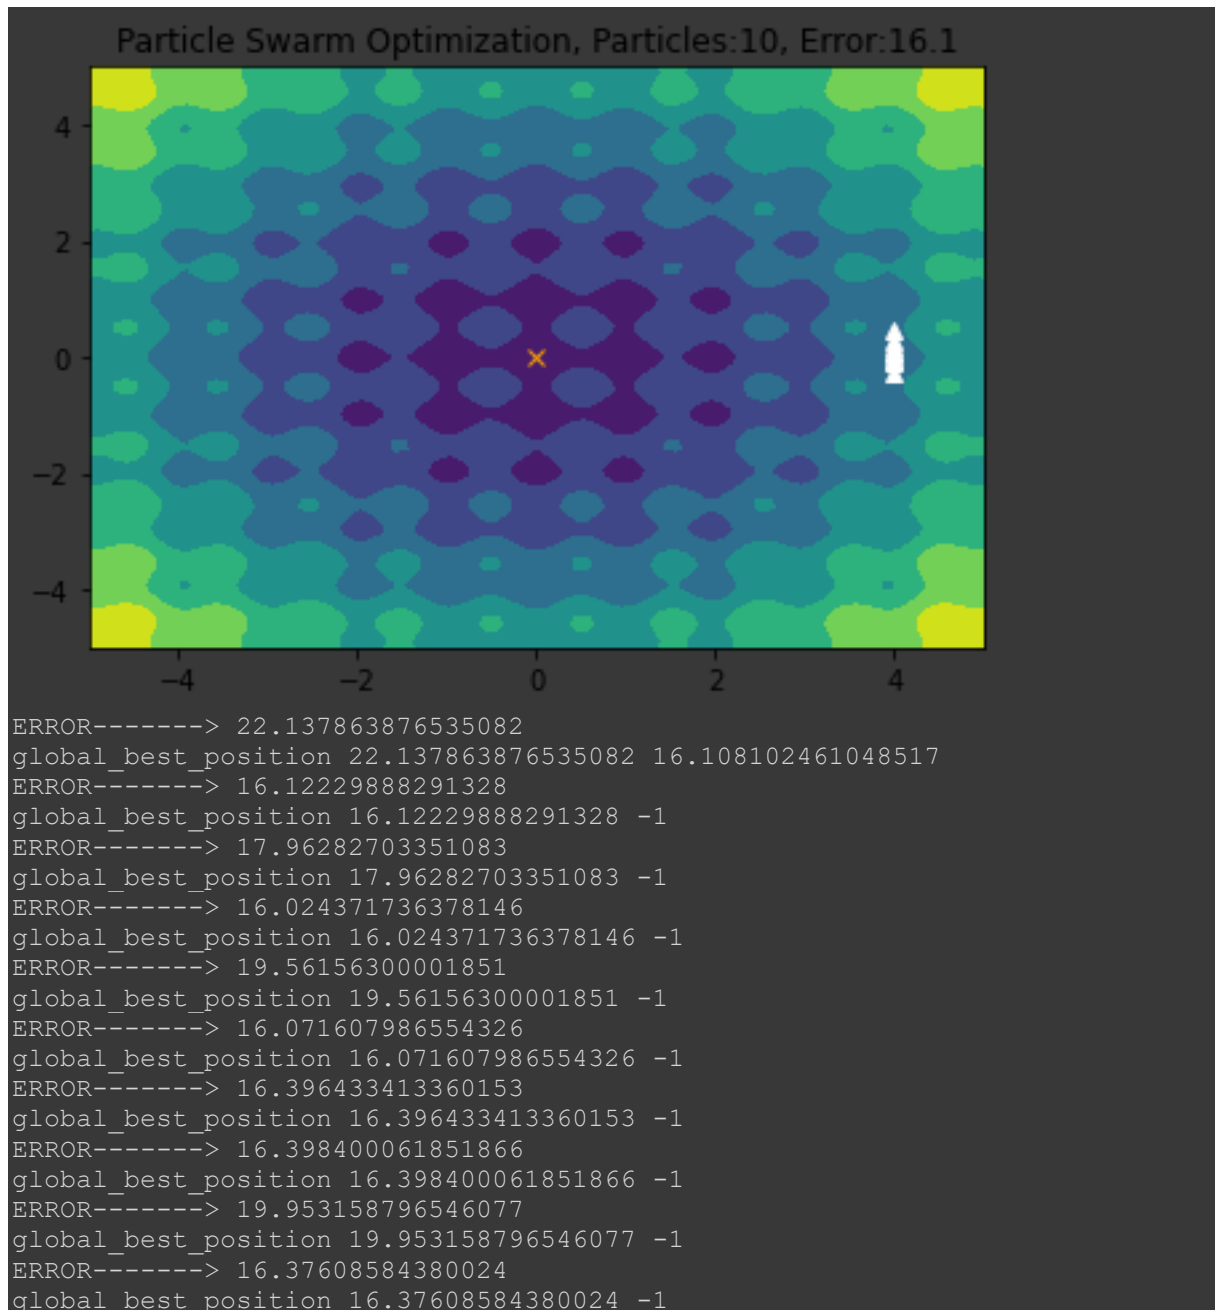 Particle Swarm Optimization, Particles:10, Error:16.1
4
2
0
−2
−4
−4 −2 0 2 4
ERROR-------> 22.137863876535082
global_best_position 22.137863876535082 16.108102461048517
ERROR-------> 16.12229888291328
global_best_position 16.12229888291328 -1
ERROR-------> 17.96282703351083
global_best_position 17.96282703351083 -1
ERROR-------> 16.024371736378146
global_best_position 16.024371736378146 -1
ERROR-------> 19.56156300001851
global_best_position 19.56156300001851 -1
ERROR-------> 16.071607986554326
global_best_position 16.071607986554326 -1
ERROR-------> 16.396433413360153
global_best_position 16.396433413360153 -1
ERROR-------> 16.398400061851866
global_best_position 16.398400061851866 -1
ERROR-------> 19.953158796546077
global_best_position 19.953158796546077 -1
ERROR-------> 16.37608584380024
global_best_position 16.37608584380024 -1